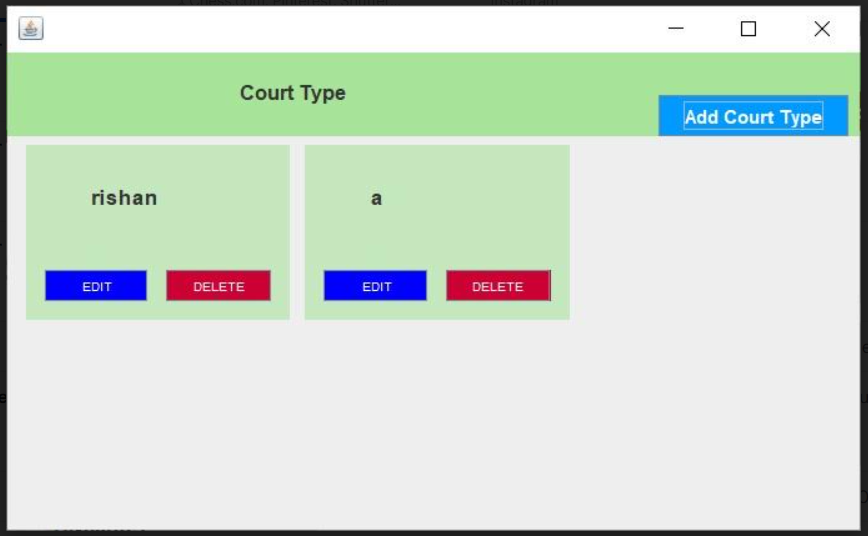 Court Type
Add Court Type
rishan
a
EDIT
DELETE
EDIT
DELETE